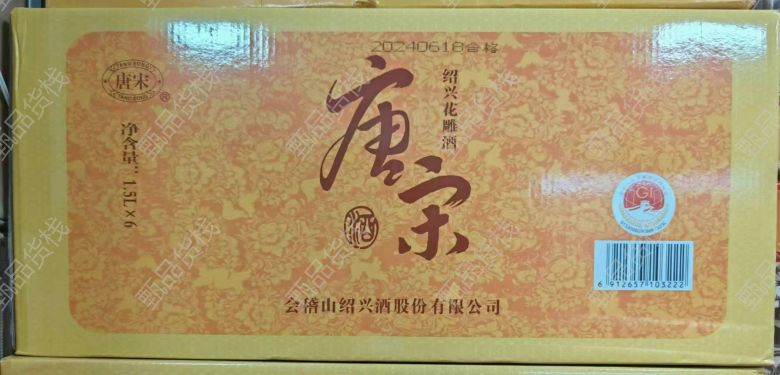 20240618合格
唐宋
®
绍兴花雕酒
唐宋
酒
净含量：1.5L×6
GI
6 912657 103222
会稽山绍兴酒股份有限公司
甄品货栈